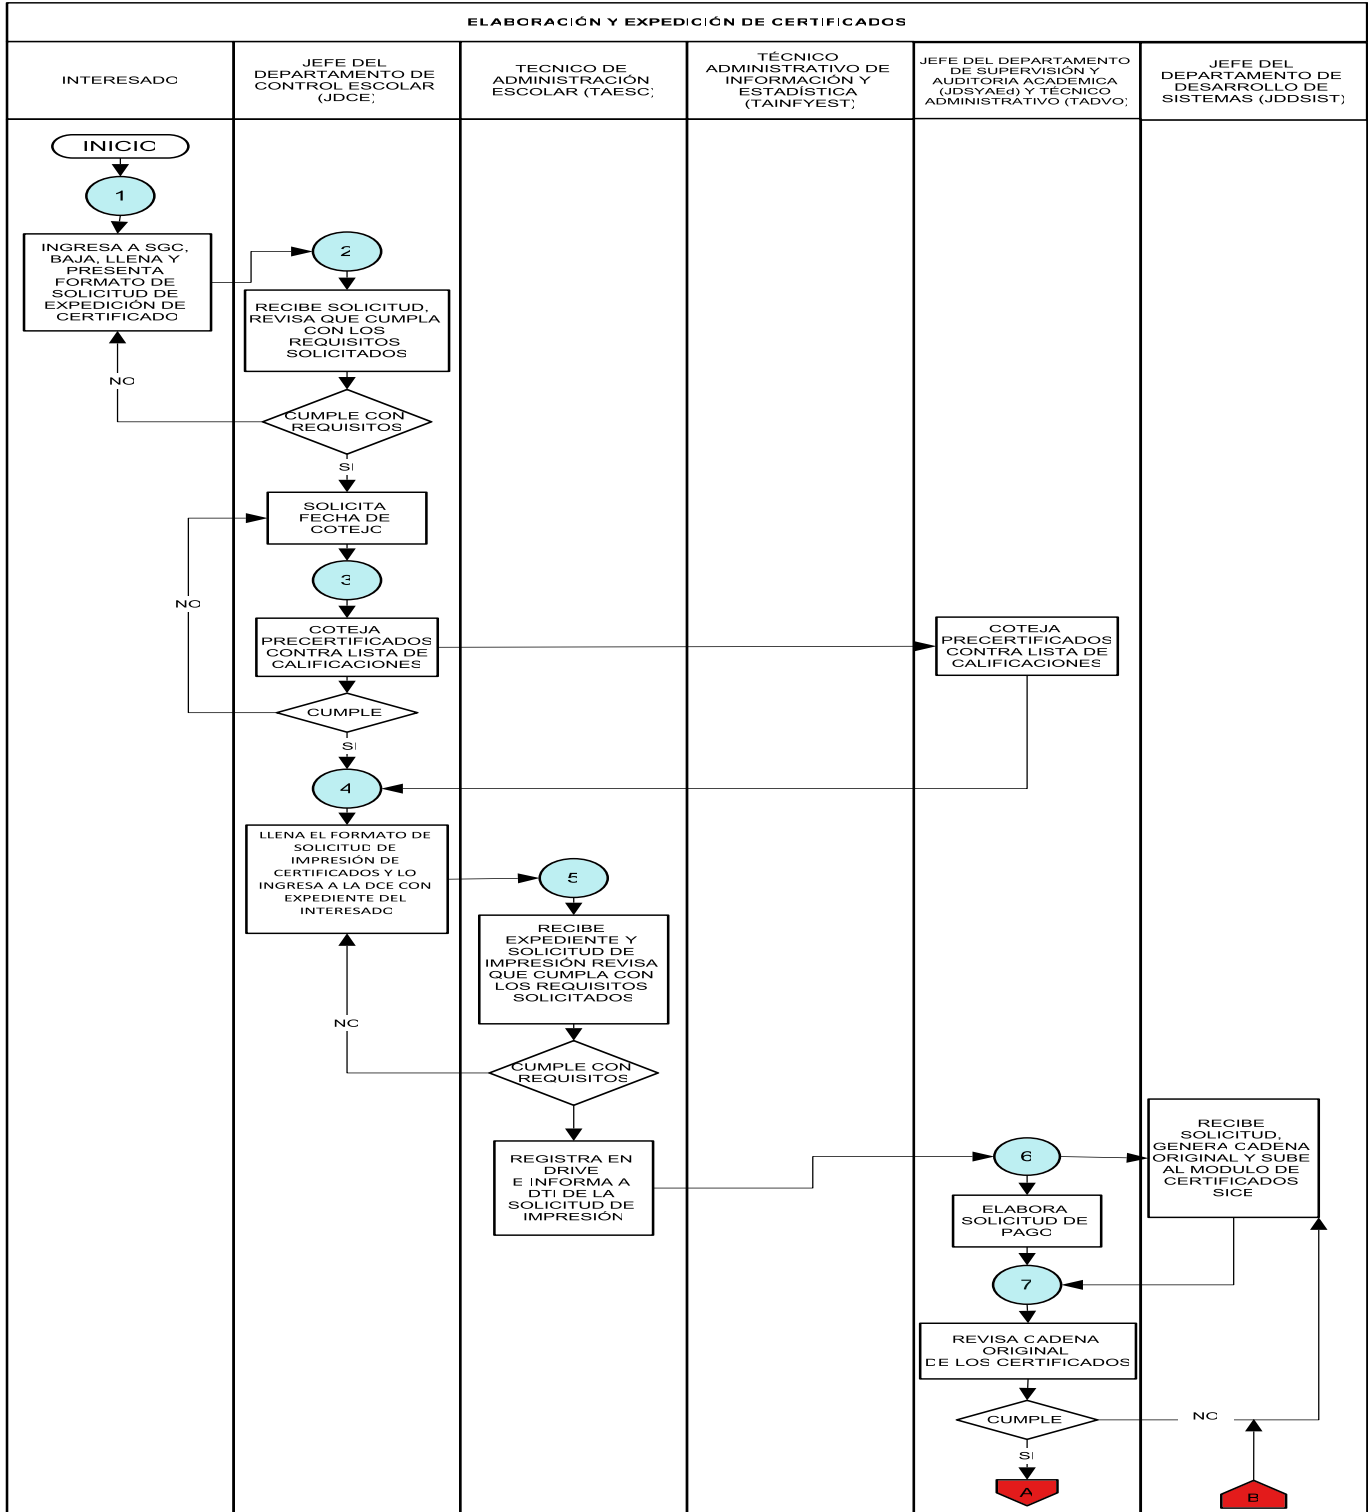 ELABORACIÓN Y EXPEDICIÓN DE CERTIFICADOS
INTERESADO
JEFE DEL
DEPARTAMENTO DE
CONTROL ESCOLAR
(JDCE)
TECNICO DE
ADMINISTRACIÓN
ESCOLAR (TAESC)
TÉCNICO
ADMINISTRATIVO DE
INFORMACIÓN Y
ESTADÍSTICA
(TAINFYEST)
JEFE DEL DEPARTAMENTO
DE SUPERVISIÓN Y
AUDITORIA ACADEMICA
(JDSYAEd) Y TÉCNICO
ADMINISTRATIVO (TADVO)
JEFE DEL
DEPARTAMENTO DE
DESARROLLO DE
SISTEMAS (JDDSIST)
INICIO
1
INGRESA A SGC,
BAJA, LLENA Y
PRESENTA
FORMATO DE
SOLICITUD DE
EXPEDICIÓN DE
CERTIFICADO
2
RECIBE SOLICITUD,
REVISA QUE CUMPLA
CON LOS
REQUISITOS
SOLICITADOS
NO
CUMPLE CON
REQUISITOS
SI
SOLICITA
FECHA DE
COTEJO
3
NO
COTEJA
PRECERTIFICADOS
CONTRA LISTA DE
CALIFICACIONES
COTEJA
PRECERTIFICADOS
CONTRA LISTA DE
CALIFICACIONES
CUMPLE
SI
4
LLENA EL FORMATO DE
SOLICITUD DE
IMPRESIÓN DE
CERTIFICADOS Y LO
INGRESA A LA DCE CON
EXPEDIENTE DEL
INTERESADO
5
RECIBE
EXPEDIENTE Y
SOLICITUD DE
IMPRESIÓN REVISA
QUE CUMPLA CON
LOS REQUISITOS
SOLICITADOS
NO
CUMPLE CON
REQUISITOS
REGISTRA EN
DRIVE
E INFORMA A
DTI DE LA
SOLICITUD DE
IMPRESIÓN
6
RECIBE
SOLICITUD,
GENERA CADENA
ORIGINAL Y SUBE
AL MODULO DE
CERTIFICADOS
SICE
ELABORA
SOLICITUD DE
PAGO
7
REVISA CADENA
ORIGINAL
DE LOS CERTIFICADOS
CUMPLE
NO
SI
A
B